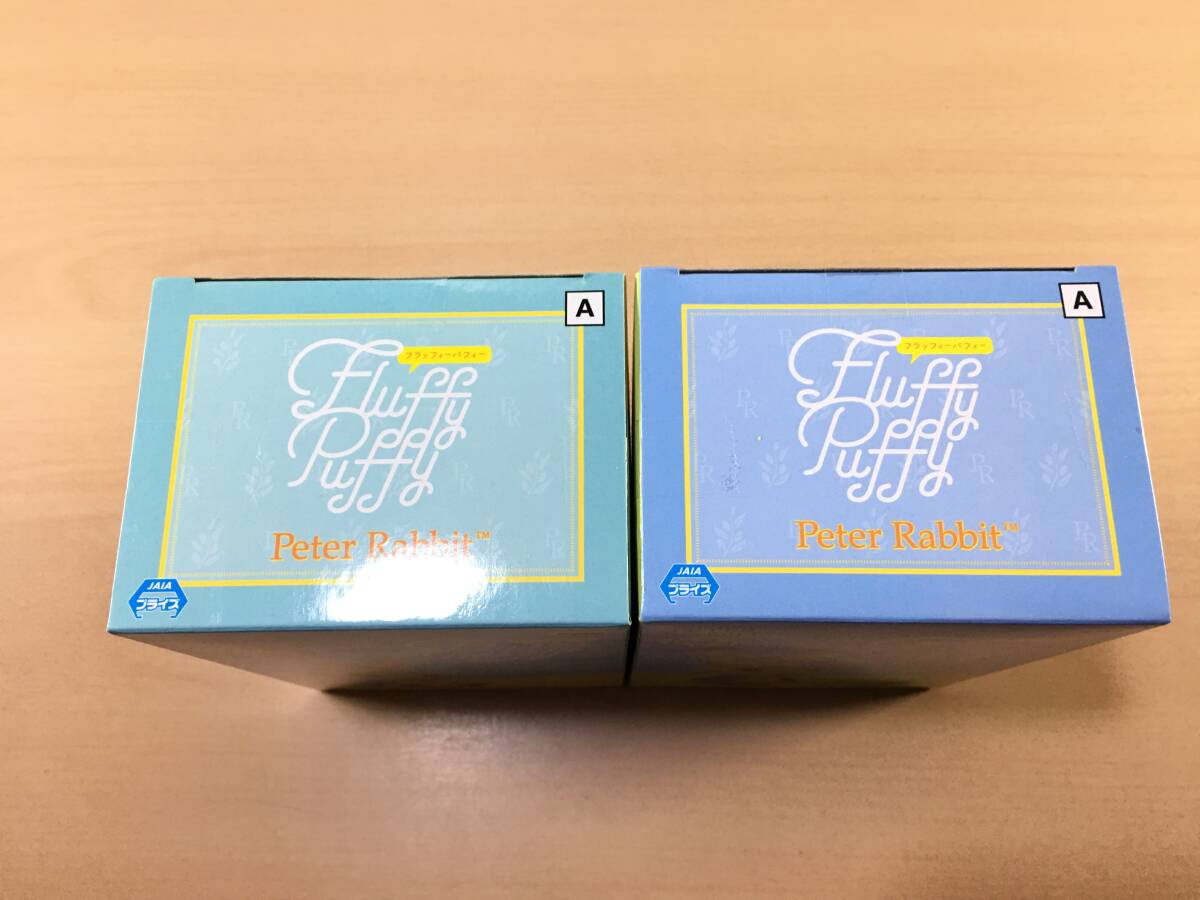 A
フラッフィーパフィー
Fluffy
Puffy
Peter Rabbit™
JAIA
プライズ
A
フラッフィーパフィー
Fluffy
Puffy
Peter Rabbit™
JAIA
プライズ
PR